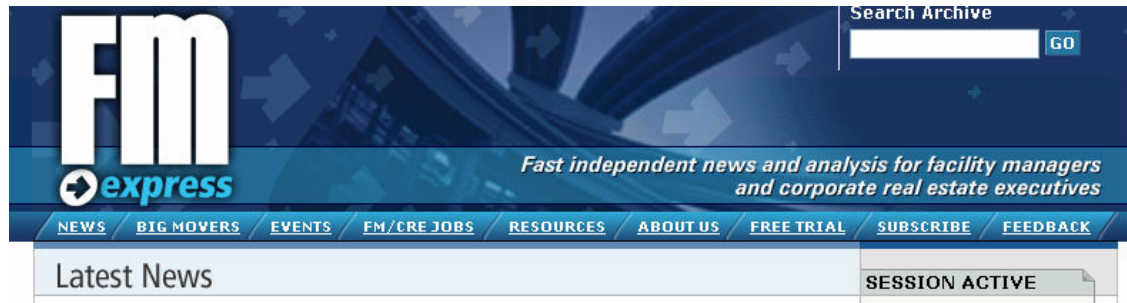 Search Archive
GO
FM
express
Fast independent news and analysis for facility managers
and corporate real estate executives
NEWS BIG MOVERS EVENTS FM/CRE JOBS RESOURCES ABOUT US FREE TRIAL SUBSCRIBE FEEDBACK
Latest News
SESSION ACTIVE